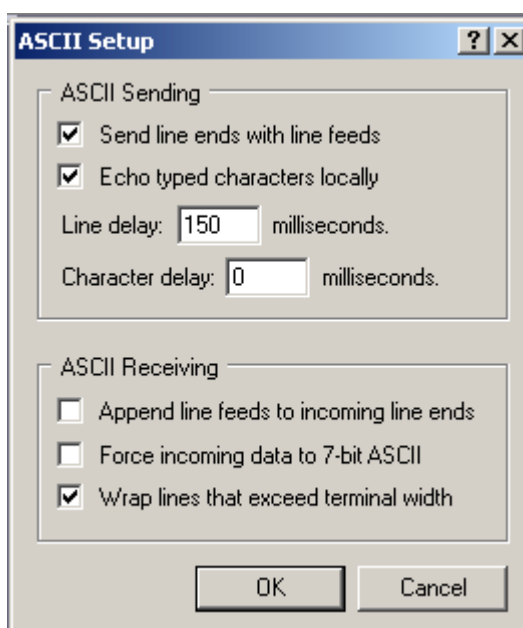 ASCII Setup ?
ASCII Sending
Send line ends with line feeds
Echo typed characters locally
Line delay: 150 milliseconds.
Character delay: 0 milliseconds.
ASCII Receiving
Append line feeds to incoming line ends
Force incoming data to 7-bit ASCII
Wrap lines that exceed terminal width
OK Cancel